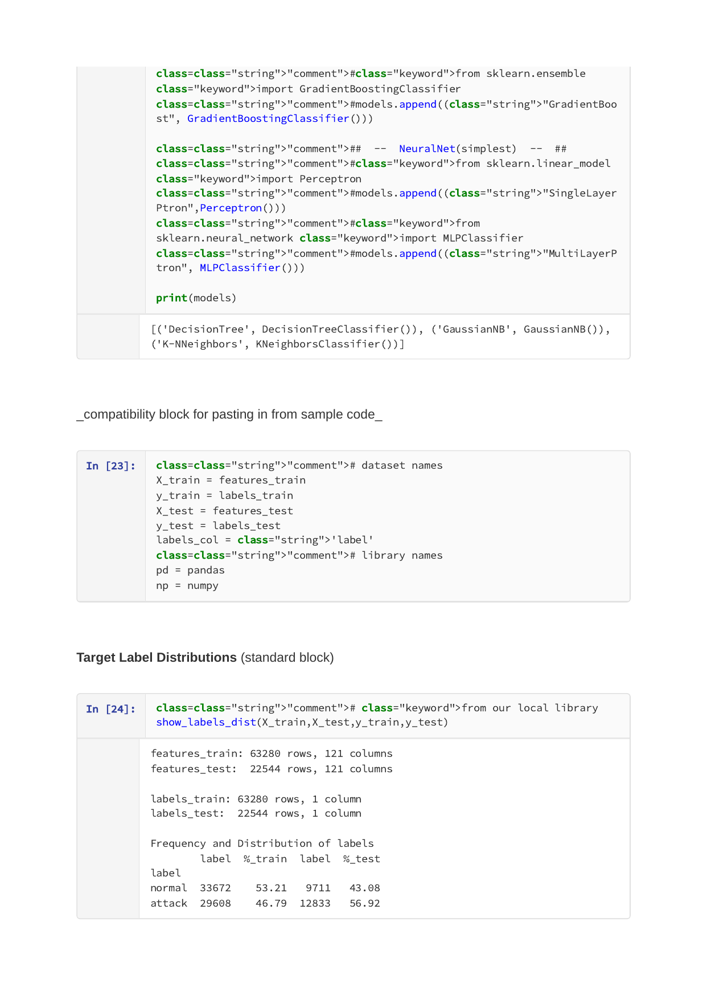 class=class="string">"comment">#class="keyword">from sklearn.ensemble
class="keyword">import GradientBoostingClassifier
class=class="string">"comment">#models.append((class="string">"GradientBoo
st", GradientBoostingClassifier()))
class=class="string">"comment">##  --  NeuralNet(simplest)  --  ##
class=class="string">"comment">#class="keyword">from sklearn.linear_model
class="keyword">import Perceptron
class=class="string">"comment">#models.append((class="string">"SingleLayer
Ptron",Perceptron()))
class=class="string">"comment">#class="keyword">from
sklearn.neural_network class="keyword">import MLPClassifier
class=class="string">"comment">#models.append((class="string">"MultiLayerP
tron", MLPClassifier()))
print(models)
[('DecisionTree', DecisionTreeClassifier()), ('GaussianNB', GaussianNB()),
('K-NNeighbors', KNeighborsClassifier())]
_compatibility block for pasting in from sample code_
In [23]: class=class="string">"comment"># dataset names
X_train = features_train
y_train = labels_train
X_test = features_test
y_test = labels_test
labels_col = class="string">'label'
class=class="string">"comment"># library names
pd = pandas
np = numpy
Target Label Distributions (standard block)
In [24]: class=class="string">"comment"># class="keyword">from our local library
show_labels_dist(X_train,X_test,y_train,y_test)
features_train: 63280 rows, 121 columns
features_test:  22544 rows, 121 columns
labels_train: 63280 rows, 1 column
labels_test:  22544 rows, 1 column
Frequency and Distribution of labels
        label  %_train  label  %_test
label
normal  33672    53.21   9711   43.08
attack  29608    46.79  12833   56.92